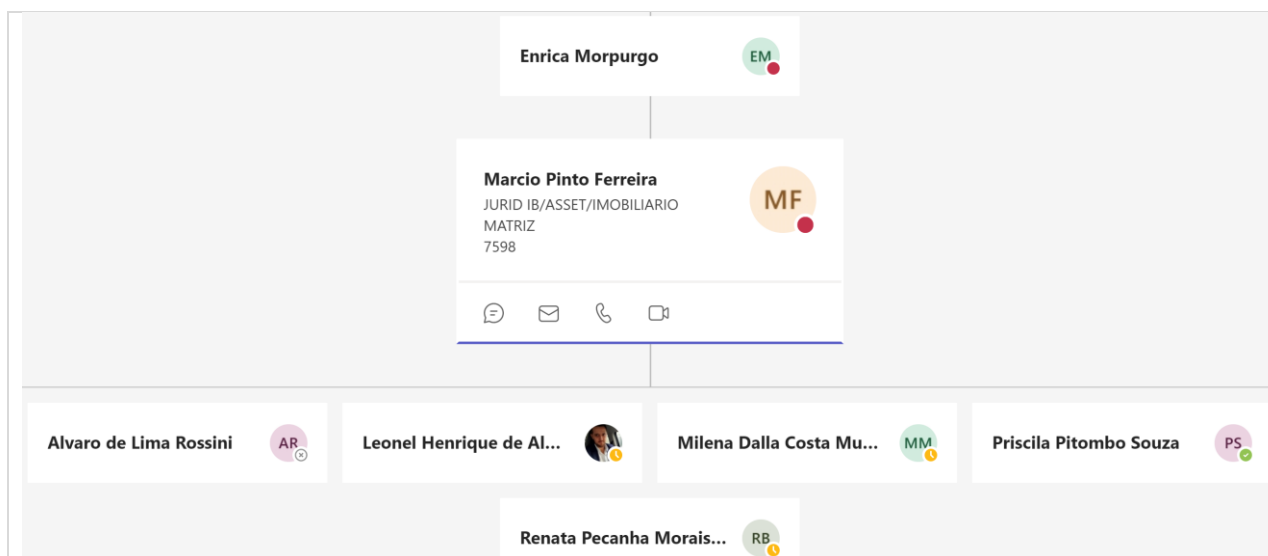 Enrica Morpurgo
EM
Marcio Pinto Ferreira
JURID IB/ASSET/IMOBILIARIO
MATRIZ
7598
MF
Alvaro de Lima Rossini
AR
Leonel Henrique de Al...
Milena Dalla Costa Mu...
MM
Priscila Pitombo Souza
PS
Renata Pecanha Morais...
RB